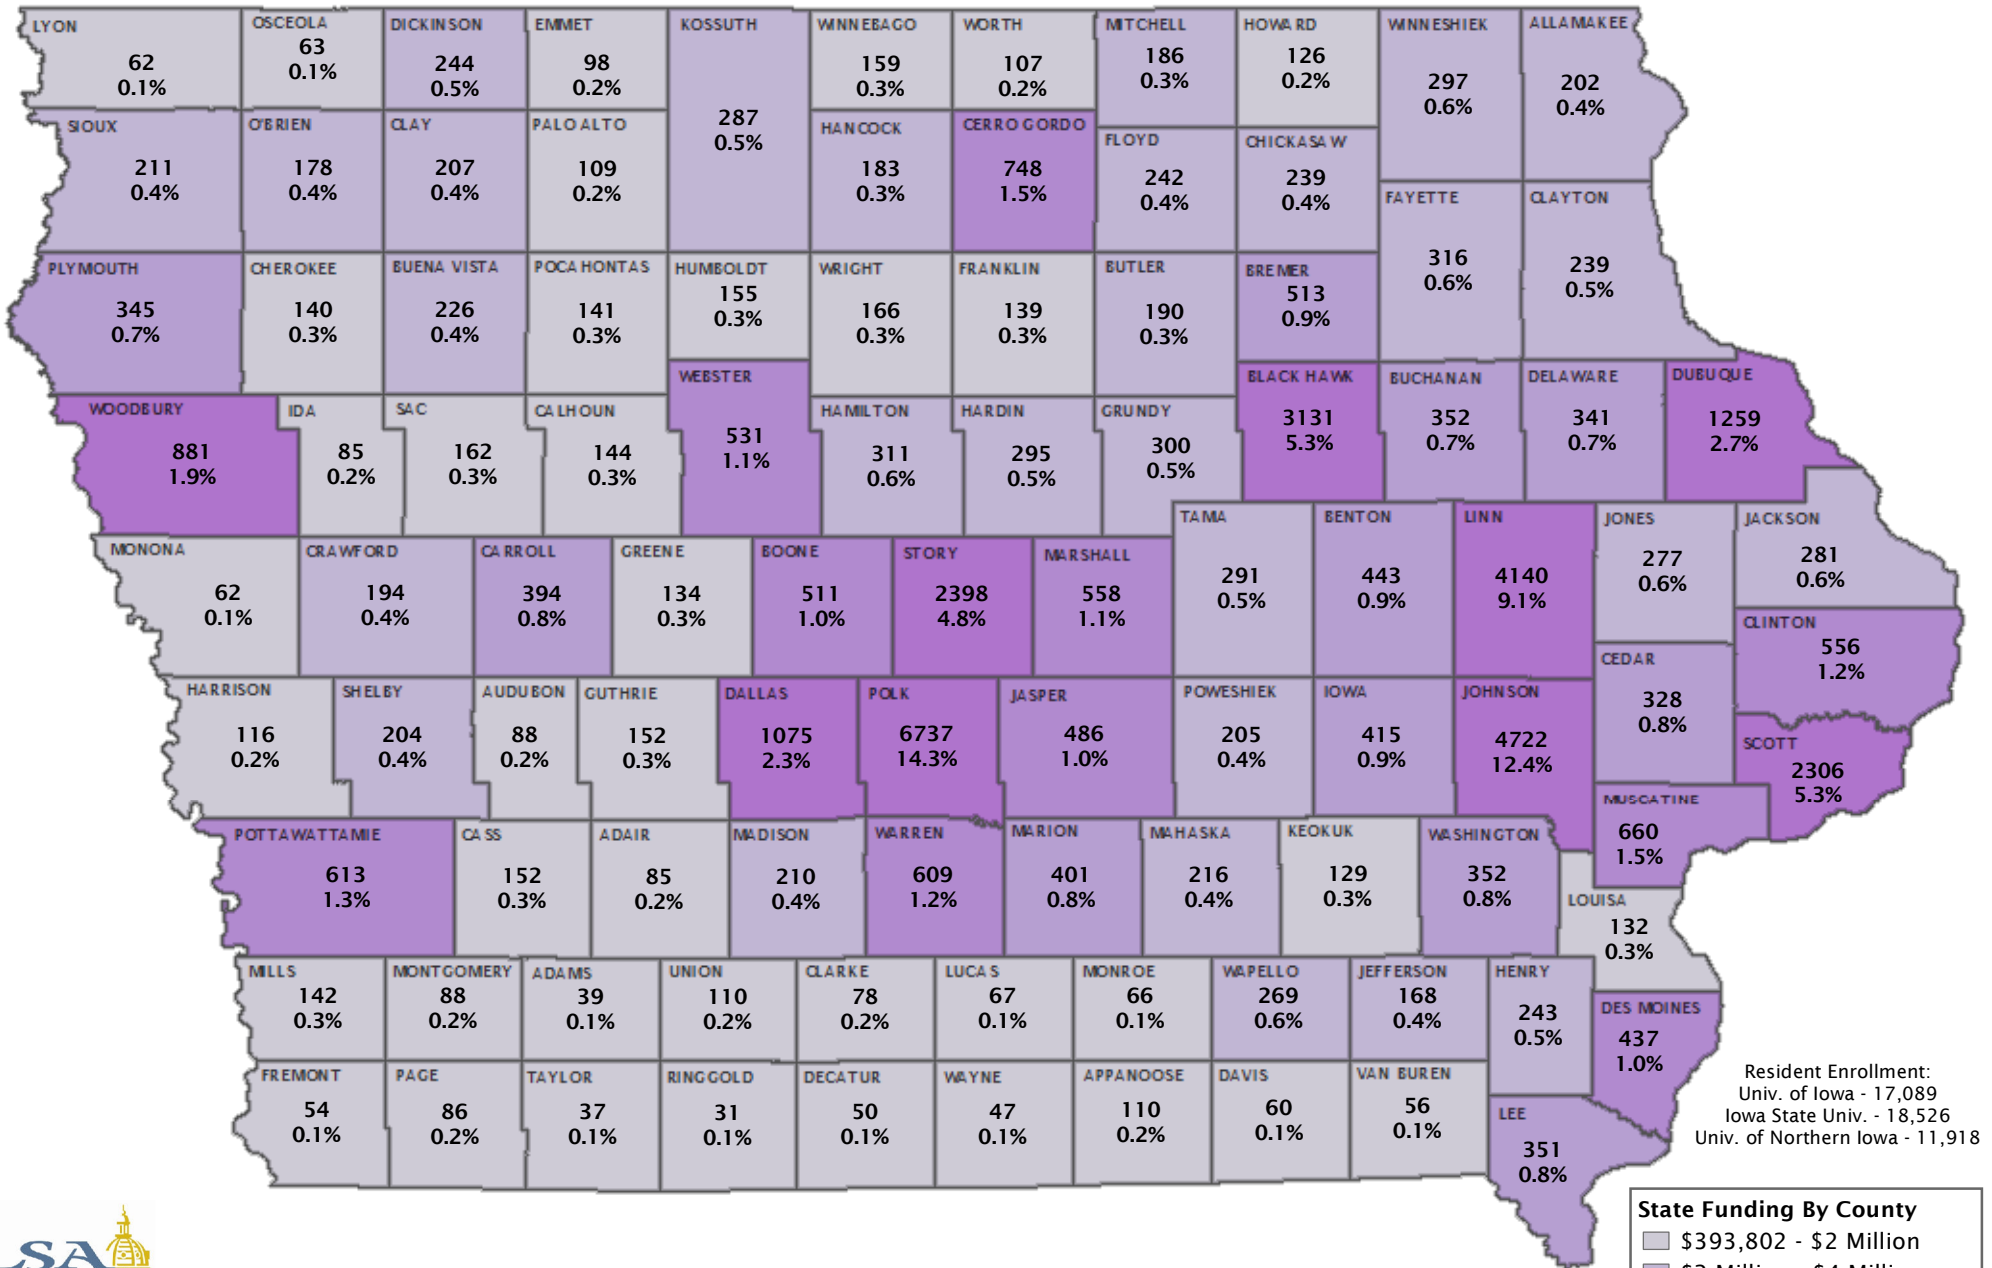 LYON
62
0.1%
OSCEOLA
63
0.1%
DICKINSON
244
0.5%
EMMET
98
0.2%
KOSSUTH
287
0.5%
WINNEBAGO
159
0.3%
WORTH
107
0.2%
MITCHELL
186
0.3%
HOWARD
126
0.2%
WINNESHIEK
297
0.6%
ALLAMAKEE
202
0.4%
SIOUX
211
0.4%
O'BRIEN
178
0.4%
CLAY
207
0.4%
PALO ALTO
109
0.2%
HANCOCK
183
0.3%
CERRO GORDO
748
1.5%
FLOYD
242
0.4%
CHICKASAW
239
0.4%
FAYETTE
316
0.6%
CLAYTON
239
0.5%
PLYMOUTH
345
0.7%
CHEROKEE
140
0.3%
BUENA VISTA
226
0.4%
POCAHONTAS
141
0.3%
HUMBOLDT
155
0.3%
WRIGHT
166
0.3%
FRANKLIN
139
0.3%
BUTLER
190
0.3%
BREMER
513
0.9%
WOODBURY
881
1.9%
IDA
85
0.2%
SAC
162
0.3%
CALHOUN
144
0.3%
WEBSTER
531
1.1%
HAMILTON
311
0.6%
HARDIN
295
0.5%
GRUNDY
300
0.5%
BLACK HAWK
3131
5.3%
BUCHANAN
352
0.7%
DELAWARE
341
0.7%
DUBUQUE
1259
2.7%
MONONA
62
0.1%
CRAWFORD
194
0.4%
CARROLL
394
0.8%
GREENE
134
0.3%
BOONE
511
1.0%
STORY
2398
4.8%
MARSHALL
558
1.1%
TAMA
291
0.5%
BENTON
443
0.9%
LINN
4140
9.1%
JONES
277
0.6%
JACKSON
281
0.6%
CLINTON
556
1.2%
CEDAR
328
0.8%
HARRISON
116
0.2%
SHELBY
204
0.4%
AUDUBON
88
0.2%
GUTHRIE
152
0.3%
DALLAS
1075
2.3%
POLK
6737
14.3%
JASPER
486
1.0%
POWESHIEK
205
0.4%
IOWA
415
0.9%
JOHNSON
4722
12.4%
SCOTT
2306
5.3%
MUSCATINE
660
1.5%
POTTAWATTAMIE
613
1.3%
CASS
152
0.3%
ADAIR
85
0.2%
MADISON
210
0.4%
WARREN
609
1.2%
MARION
401
0.8%
MAHASKA
216
0.4%
KEOKUK
129
0.3%
WASHINGTON
352
0.8%
LOUISA
132
0.3%
MILLS
142
0.3%
MONTGOMERY
88
0.2%
ADAMS
39
0.1%
UNION
110
0.2%
CLARKE
78
0.2%
LUCAS
67
0.1%
MONROE
66
0.1%
WAPELLO
269
0.6%
JEFFERSON
168
0.4%
HENRY
243
0.5%
DES MOINES
437
1.0%
FREMONT
54
0.1%
PAGE
86
0.2%
TAYLOR
37
0.1%
RINGGOLD
31
0.1%
DECATUR
50
0.1%
WAYNE
47
0.1%
APPANOOSE
110
0.2%
DAVIS
60
0.1%
VAN BUREN
56
0.1%
LEE
351
0.8%
Resident Enrollment:
Univ. of Iowa - 17,089
Iowa State Univ. - 18,526
Univ. of Northern Iowa - 11,918
State Funding By County
$393,802 - $2 Million
SA